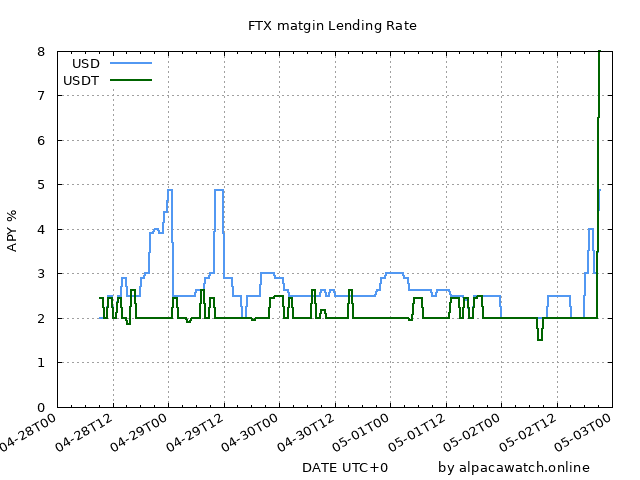 FTX matgin Lending Rate
USD
USDT
8
7
6
5
4
3
2
1
0
APY %
04-28T00
04-28T12
04-29T00
04-29T12
04-30T00
04-30T12
05-01T00
05-01T12
05-02T00
05-02T12
05-03T00
DATE UTC+0
by alpacawatch.online